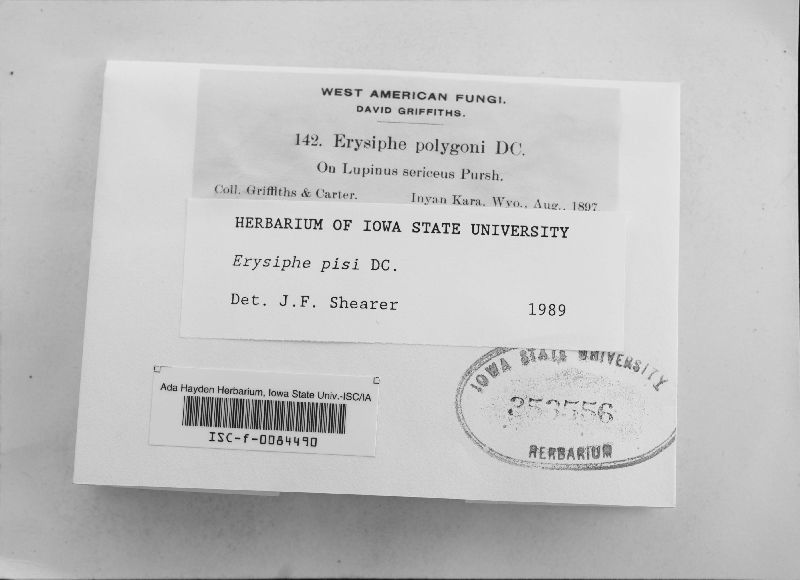 WEST AMERICAN FUNGI.
DAVID GRIFFITHS.
142. Erysiphe polygoni DC.
On Lupinus sericeus Pursh.
Coll. Griffiths & Carter. Inyan Kara, Wyo., Aug., 1897.
HERBARIUM OF IOWA STATE UNIVERSITY
Erysiphe pisi DC.
Det. J.F. Shearer 1989
Ada Hayden Herbarium, Iowa State Univ.-ISC/IA
ISC-f-0084490
IOWA STATE UNIVERSITY
353556
HERBARIUM